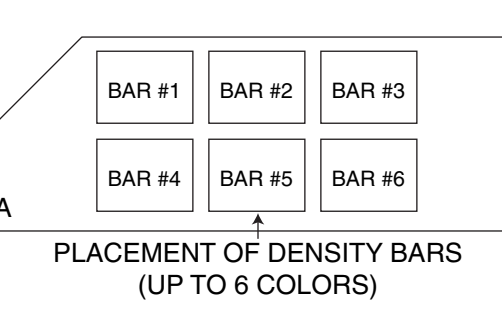 BAR #1 BAR #2 BAR #3
BAR #4 BAR #5 BAR #6
A
PLACEMENT OF DENSITY BARS
(UP TO 6 COLORS)